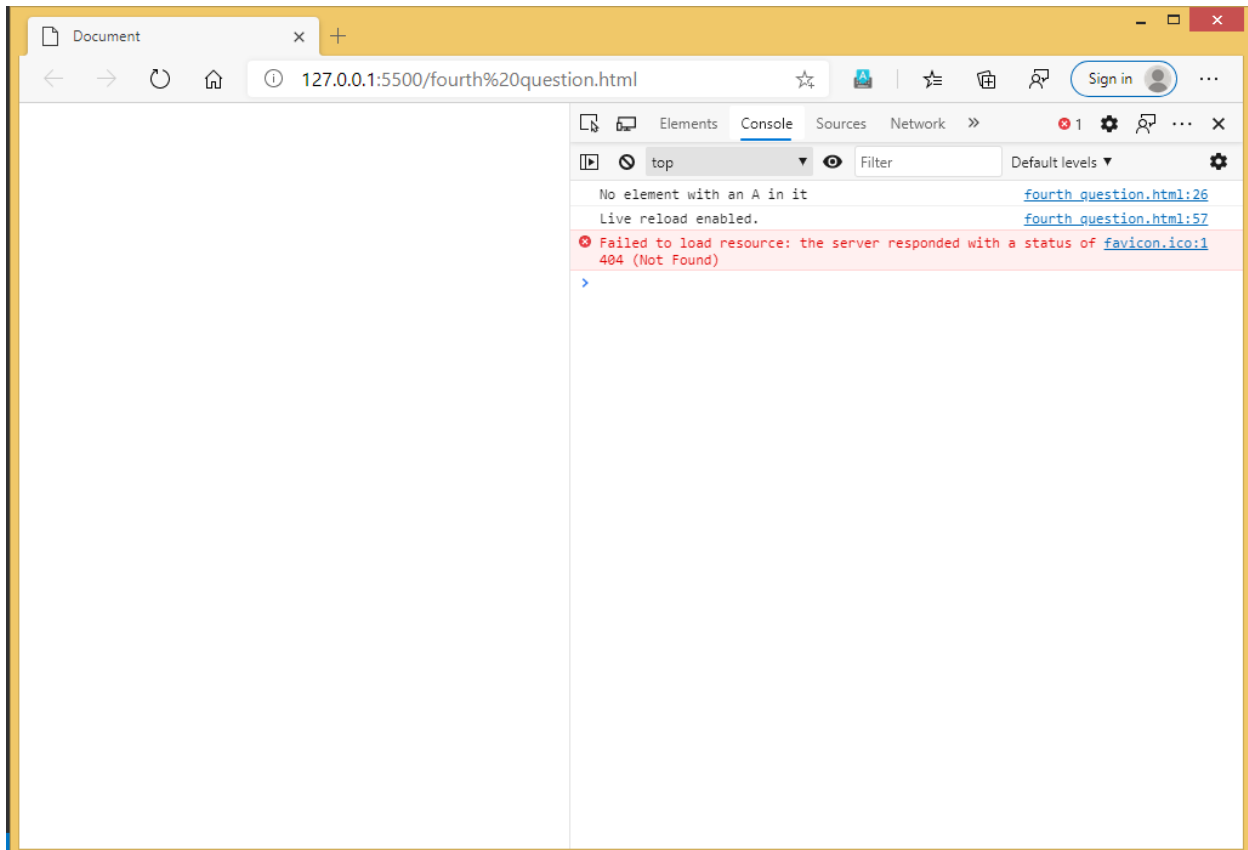 Document
127.0.0.1:5500/fourth%20question.html
Sign in
Elements Console Sources Network » 1
top Filter Default levels ▼
No element with an A in it fourth question.html:26
Live reload enabled. fourth question.html:57
Failed to load resource: the server responded with a status of favicon.ico:1
404 (Not Found)